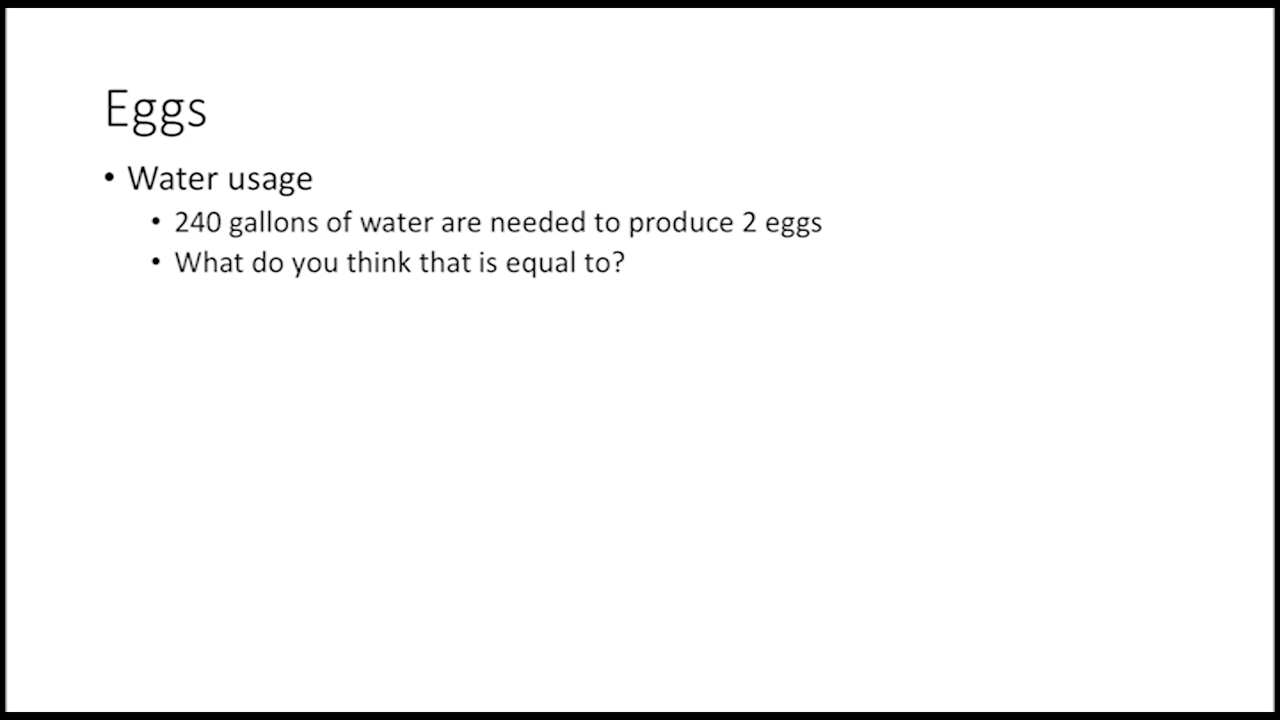 Eggs
• Water usage
• 240 gallons of water are needed to produce 2 eggs
• What do you think that is equal to?